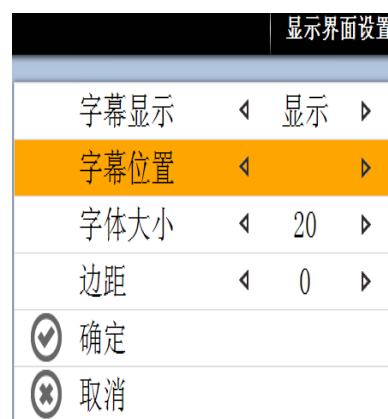 显示界面设置
字幕显示 显示
字幕位置
字体大小 20
边距 0
确定
取消